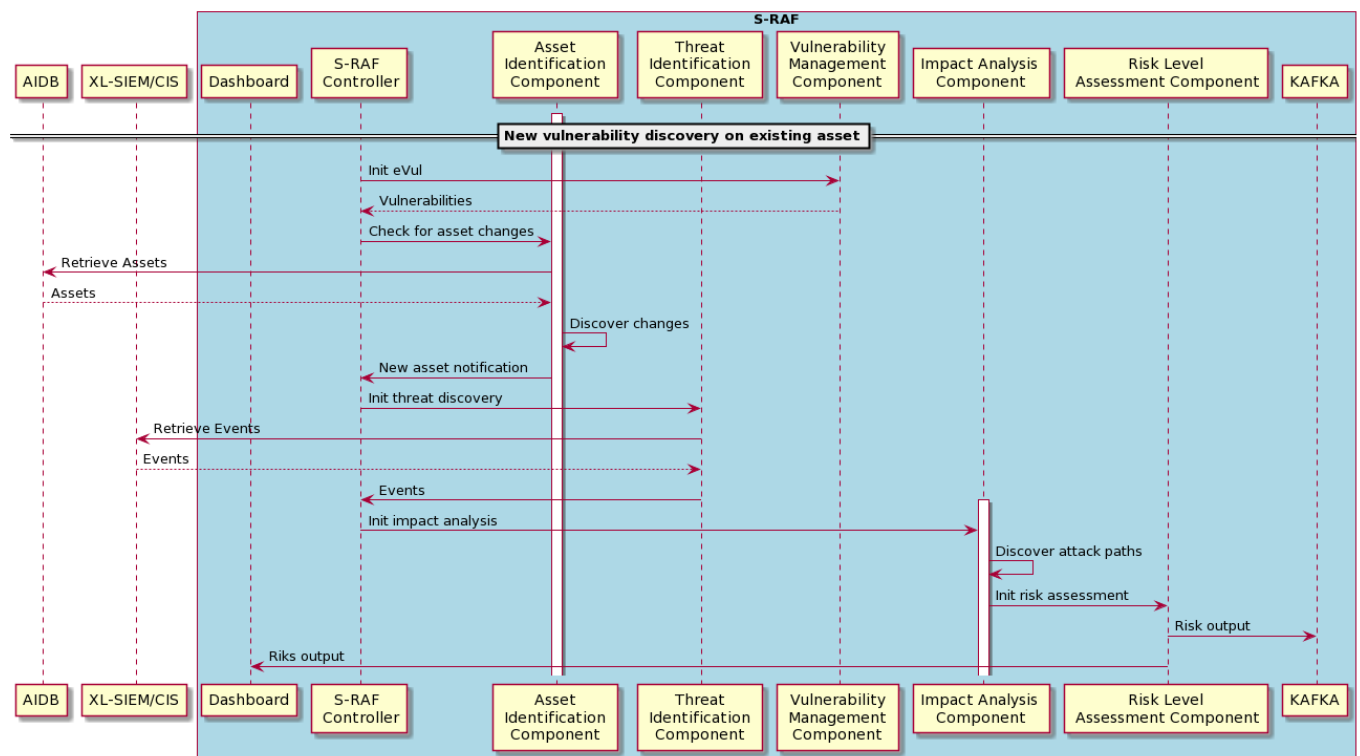 S-RAF
AIDB
XL-SIEM/CIS
Dashboard
S-RAF
Controller
Asset
Identification
Component
Threat
Identification
Component
Vulnerability
Management
Component
Impact Analysis
Component
Risk Level
Assessment Component
KAFKA
New vulnerability discovery on existing asset
Init eVul
Vulnerabilities
Check for asset changes
Retrieve Assets
Assets
Discover changes
New asset notification
Init threat discovery
Retrieve Events
Events
Events
Init impact analysis
Discover attack paths
Init risk assessment
Risk output
Riks output
AIDB
XL-SIEM/CIS
Dashboard
S-RAF
Controller
Asset
Identification
Component
Threat
Identification
Component
Vulnerability
Management
Component
Impact Analysis
Component
Risk Level
Assessment Component
KAFKA